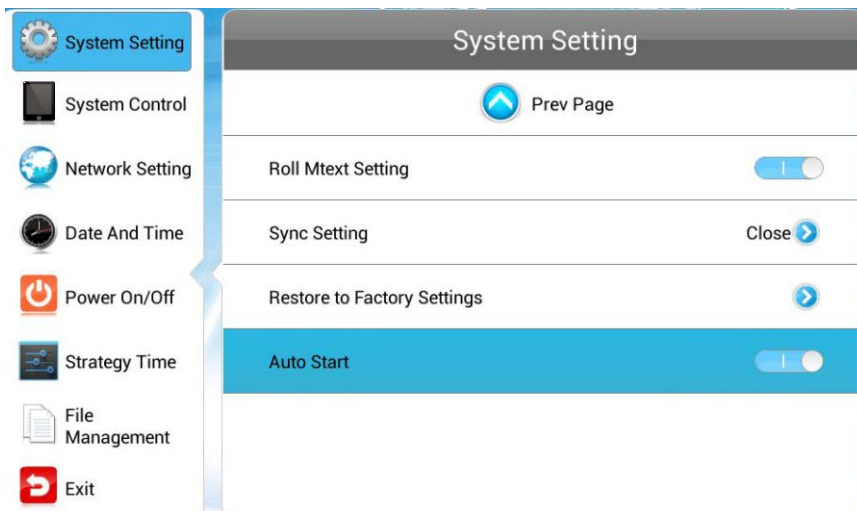 System Setting
System Control
Network Setting
Date And Time
Power On/Off
Strategy Time
File
Management
Exit
System Setting
Prev Page
Roll Mtext Setting
Sync Setting
Close
Restore to Factory Settings
Auto Start